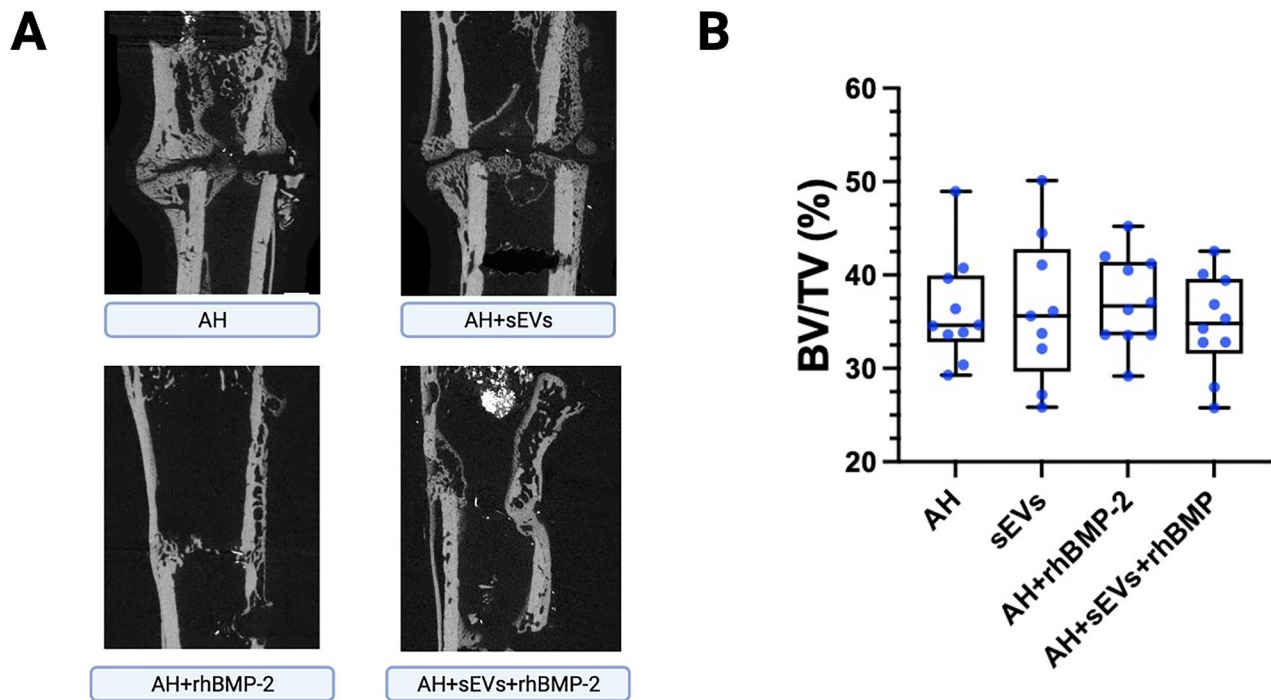 A
B
AH
AH+sEVs
AH+rhBMP-2
AH+sEVs+rhBMP-2
BV/TV (%)
60
50
40
30
20
AH
sEVs
AH+rhBMP-2
AH+sEVs+rhBMP